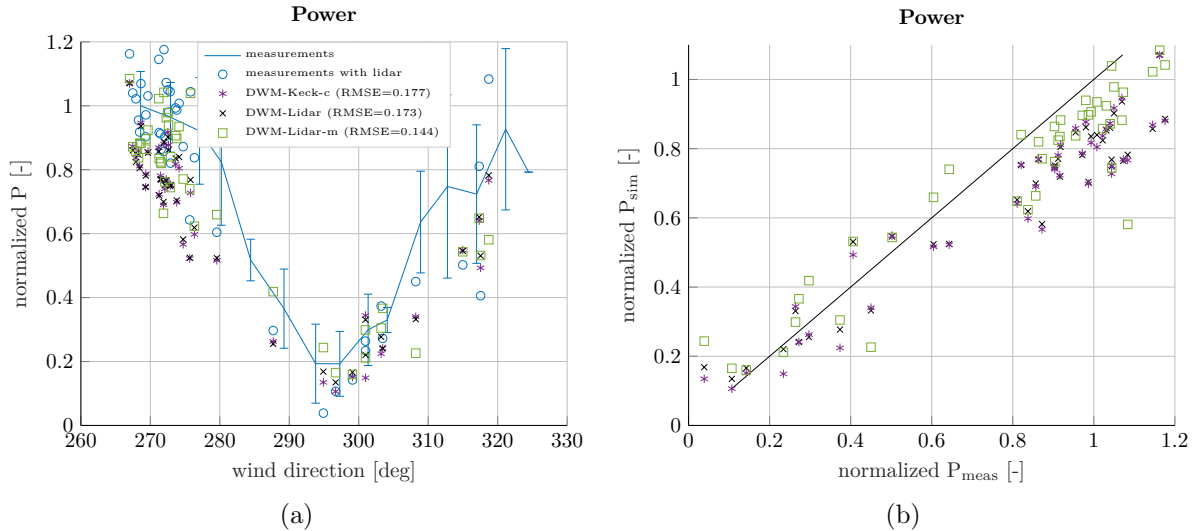 Power
normalized P [-]
1.2
1
0.8
0.6
0.4
0.2
0
measurements
measurements with lidar
DWM-Keck-c (RMSE=0.177)
DWM-Lidar (RMSE=0.173)
DWM-Lidar-m (RMSE=0.144)
260 270 280 290 300 310 320 330
wind direction [deg]
(a)
Power
normalized P_sim [-]
1
0.8
0.6
0.4
0.2
0
0 0.2 0.4 0.6 0.8 1 1.2
normalized P_meas [-]
(b)